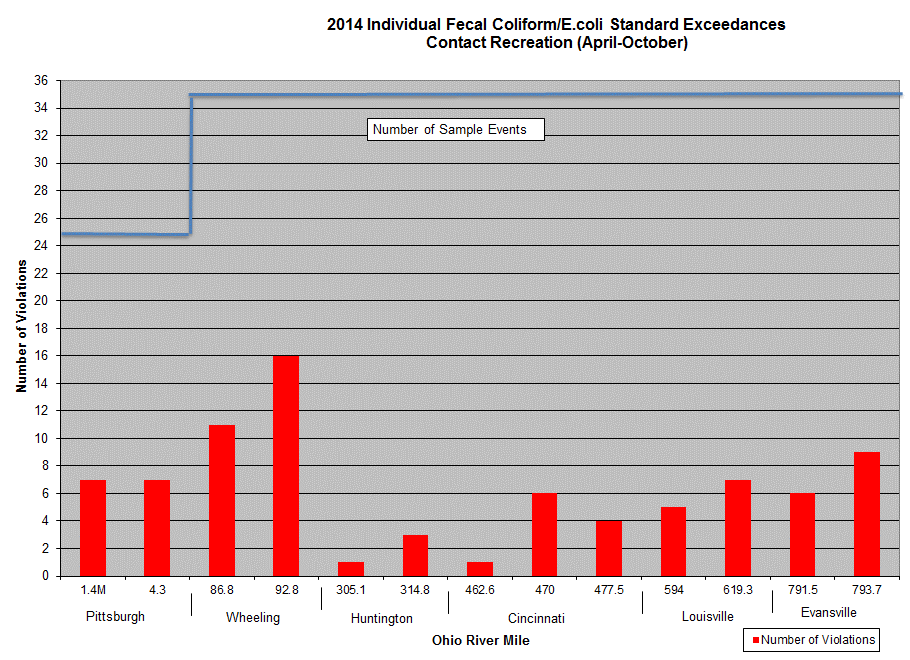 2014 Individual Fecal Coliform/E.coli Standard Exceedances
Contact Recreation (April-October)
36
34
Number of Sample Events
32
30
28
26
24
22
20
18
16
14
12
10
8
6
4
2
0
Number of Violations
1.4M 4.3 86.8 92.8 305.1 314.8 462.6 470 477.5 594 619.3 791.5 793.7
Pittsburgh Wheeling Huntington Cincinnati Louisville Evansville
Ohio River Mile
Number of Violations